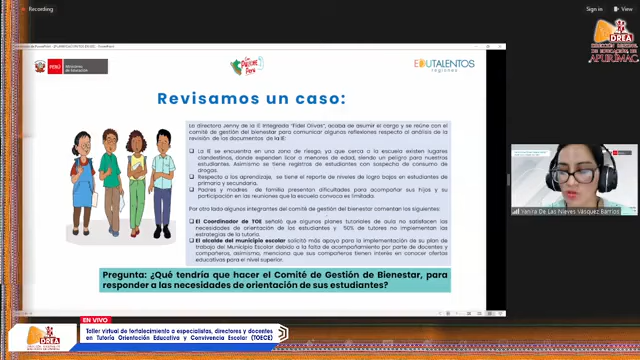 Recording
Sign in
View
DREA
DIRECCIÓN REGIONAL
DE EDUCACIÓN DE
APURÍMAC
PERÚ
Ministerio
de Educación
EDUTALENTOS
regiones
Revisamos un caso:
La directora Jenny de la IE Integrada "Fidel Olivas", acaba de asumir el cargo y se reúne con el
comité de gestión del bienestar para comunicar algunas reflexiones respecto al análisis de la
revisión de los documentos de la IE:
La IE se encuentra en una zona de riesgo, ya que cerca a la escuela existen lugares
clandestinos, donde expenden licor a menores de edad, siendo un peligro para nuestros
estudiantes. Asimismo se tiene registros de estudiantes con sospecha de consumo de
drogas.
Respecto a los aprendizaje, se tiene el reporte de niveles de logro bajos en estudiantes de
primaria y secundaria.
Padres y madres de familia presentan dificultades para acompañar sus hijos y su
participación en las reuniones que la escuela convoca es limitado.
Por otro lado algunos integrantes del comité de gestión del bienestar comentan los siguientes:
El Coordinador de TOE señaló que algunos planes tutoriales de aula no satisfacen las
necesidades de orientación de los estudiantes y 50% de tutores no implementan las
estrategias de la tutoría.
El alcalde del municipio escolar solicitó más apoyo para la implementación de su plan de
trabajo del Municipio Escolar debido a la falta de acompañamiento por parte de docentes y
compañeros, asimismo, menciona que sus compañeros tienen interés en conocer ofertas
educativas para el nivel superior.
Pregunta: ¿Qué tendría que hacer el Comité de Gestión de Bienestar, para
responder a las necesidades de orientación de sus estudiantes?
Yanira De Las Nieves Vásquez Barrios
EN VIVO
DREA
Taller virtual de fortalecimiento a especialistas, directores y docentes
en Tutoría Orientación Educativa y Convivencia Escolar (TOECE)